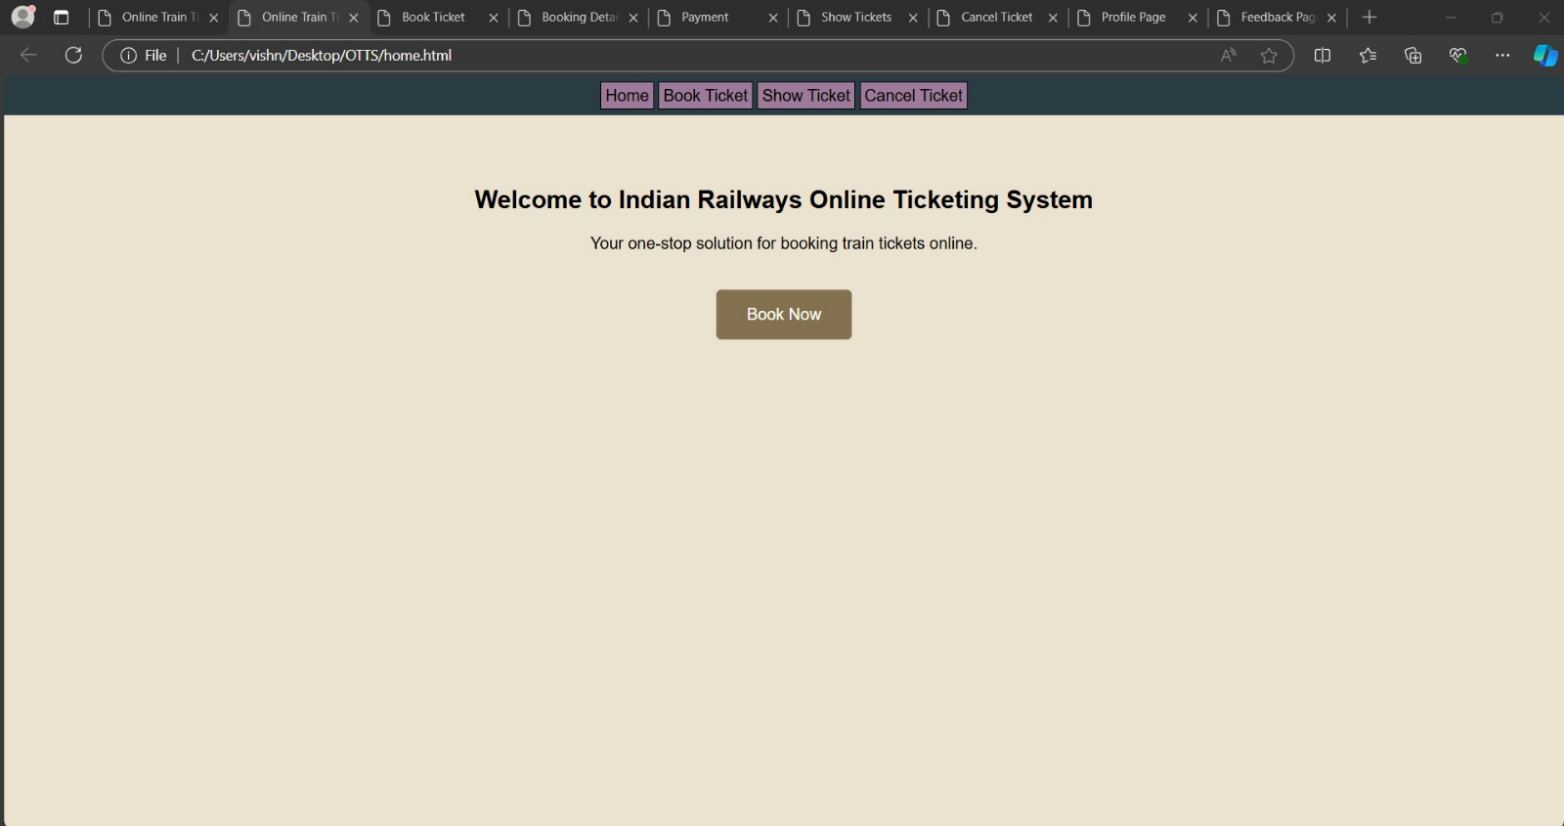 Online Train Ti
Online Train Ti
Book Ticket
Booking Detai
Payment
Show Tickets
Cancel Ticket
Profile Page
Feedback Pag
File C:/Users/vishn/Desktop/OTTS/home.html
Home Book Ticket Show Ticket Cancel Ticket
Welcome to Indian Railways Online Ticketing System
Your one-stop solution for booking train tickets online.
Book Now